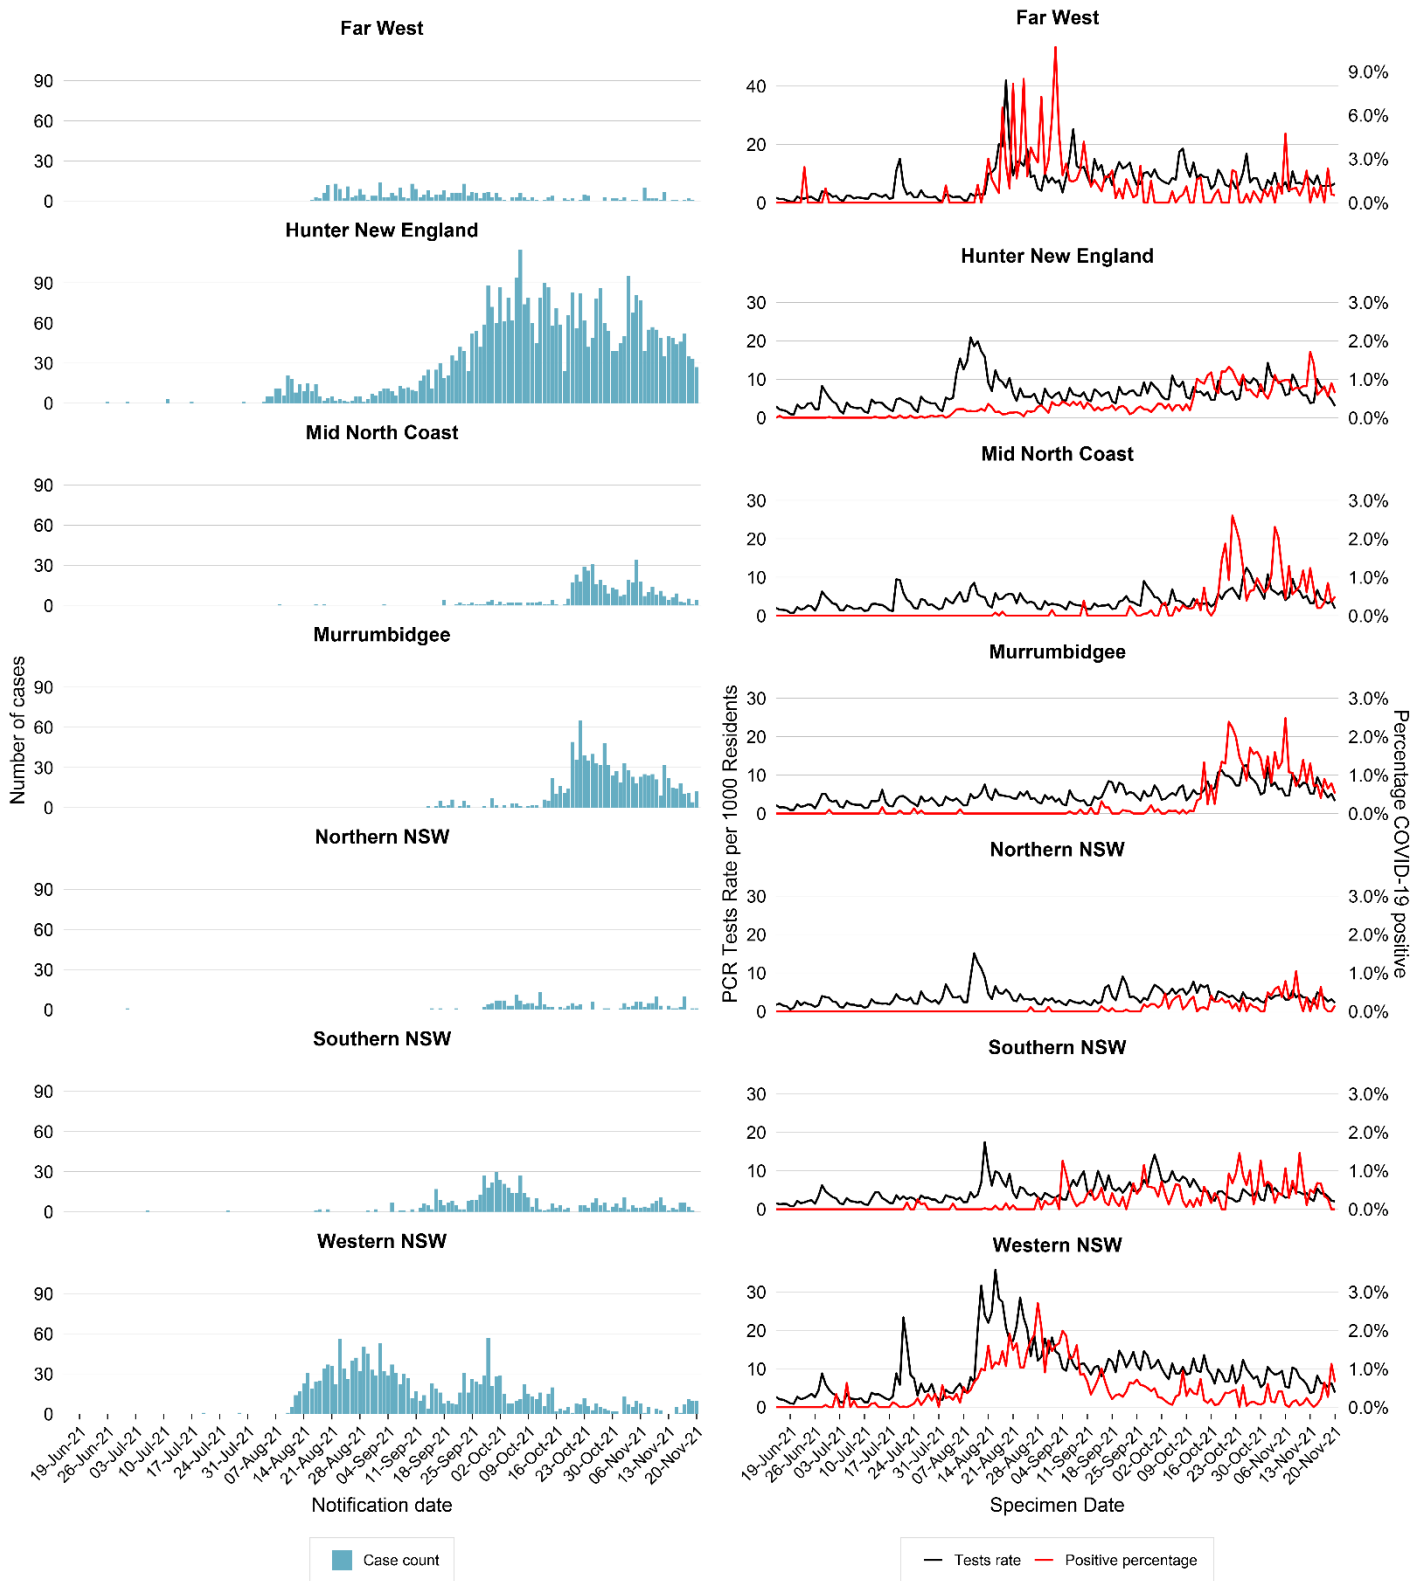 Far West
90
60
30
0
Hunter New England
90
60
30
0
Mid North Coast
90
60
30
0
Murrumbidgee
90
60
30
0
Northern NSW
90
60
30
0
Southern NSW
90
60
30
0
Western NSW
90
60
30
0
Number of cases
19-Jun-21
26-Jun-21
03-Jul-21
10-Jul-21
17-Jul-21
24-Jul-21
31-Jul-21
07-Aug-21
14-Aug-21
21-Aug-21
28-Aug-21
04-Sep-21
11-Sep-21
18-Sep-21
25-Sep-21
02-Oct-21
09-Oct-21
16-Oct-21
23-Oct-21
30-Oct-21
06-Nov-21
13-Nov-21
20-Nov-21
Notification date
Case count
Far West
40 9.0%
6.0%
20 3.0%
0 0.0%
Hunter New England
30 3.0%
20 2.0%
10 1.0%
0 0.0%
Mid North Coast
30 3.0%
20 2.0%
10 1.0%
0 0.0%
Murrumbidgee
30 3.0%
20 2.0%
10 1.0%
0 0.0%
Northern NSW
30 3.0%
20 2.0%
10 1.0%
0 0.0%
Southern NSW
30 3.0%
20 2.0%
10 1.0%
0 0.0%
Western NSW
30 3.0%
20 2.0%
10 1.0%
0 0.0%
PCR Tests Rate per 1000 Residents
Percentage COVID-19 positive
19-Jun-21
26-Jun-21
03-Jul-21
10-Jul-21
17-Jul-21
24-Jul-21
31-Jul-21
07-Aug-21
14-Aug-21
21-Aug-21
28-Aug-21
04-Sep-21
11-Sep-21
18-Sep-21
25-Sep-21
02-Oct-21
09-Oct-21
16-Oct-21
23-Oct-21
30-Oct-21
06-Nov-21
13-Nov-21
20-Nov-21
Specimen Date
Tests rate
Positive percentage